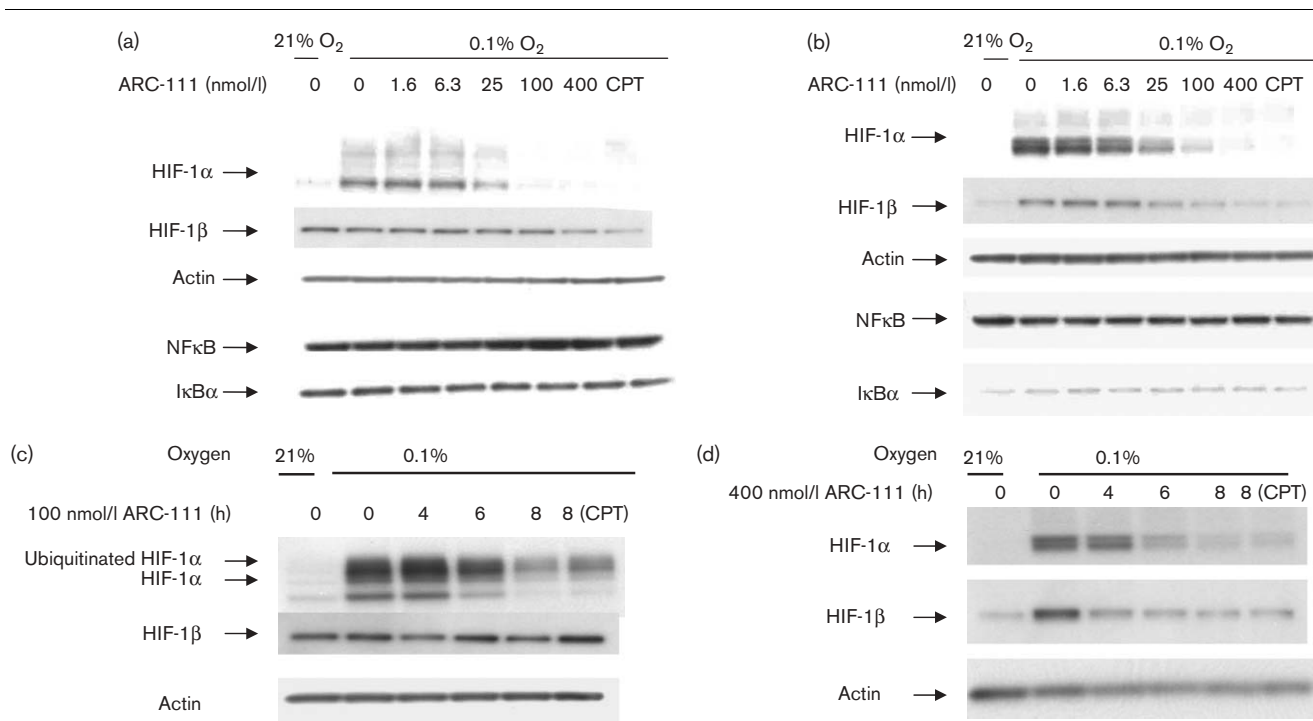 (a)
21% O₂ 0.1% O₂
ARC-111 (nmol/l) 0 0 1.6 6.3 25 100 400 CPT
HIF-1α
HIF-1β
Actin
NFκB
IκBα
(b)
21% O₂ 0.1% O₂
ARC-111 (nmol/l) 0 0 1.6 6.3 25 100 400 CPT
HIF-1α
HIF-1β
Actin
NFκB
IκBα
(c) Oxygen 21% 0.1%
100 nmol/l ARC-111 (h) 0 0 4 6 8 8 (CPT)
Ubiquitinated HIF-1α
HIF-1α
HIF-1β
Actin
(d) Oxygen 21% 0.1%
400 nmol/l ARC-111 (h) 0 0 4 6 8 8 (CPT)
HIF-1α
HIF-1β
Actin